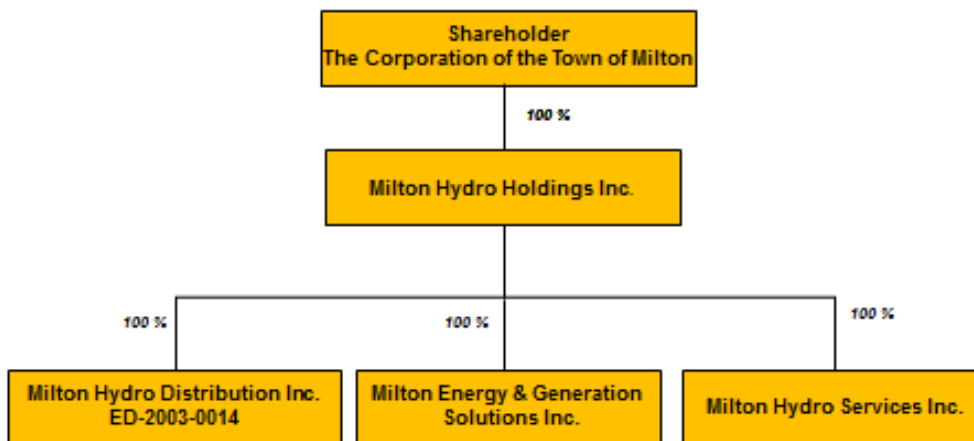 Shareholder
The Corporation of the Town of Milton
100 %
Milton Hydro Holdings Inc.
100 %
100 %
100 %
Milton Hydro Distribution Inc.
ED-2003-0014
Milton Energy & Generation
Solutions Inc.
Milton Hydro Services Inc.